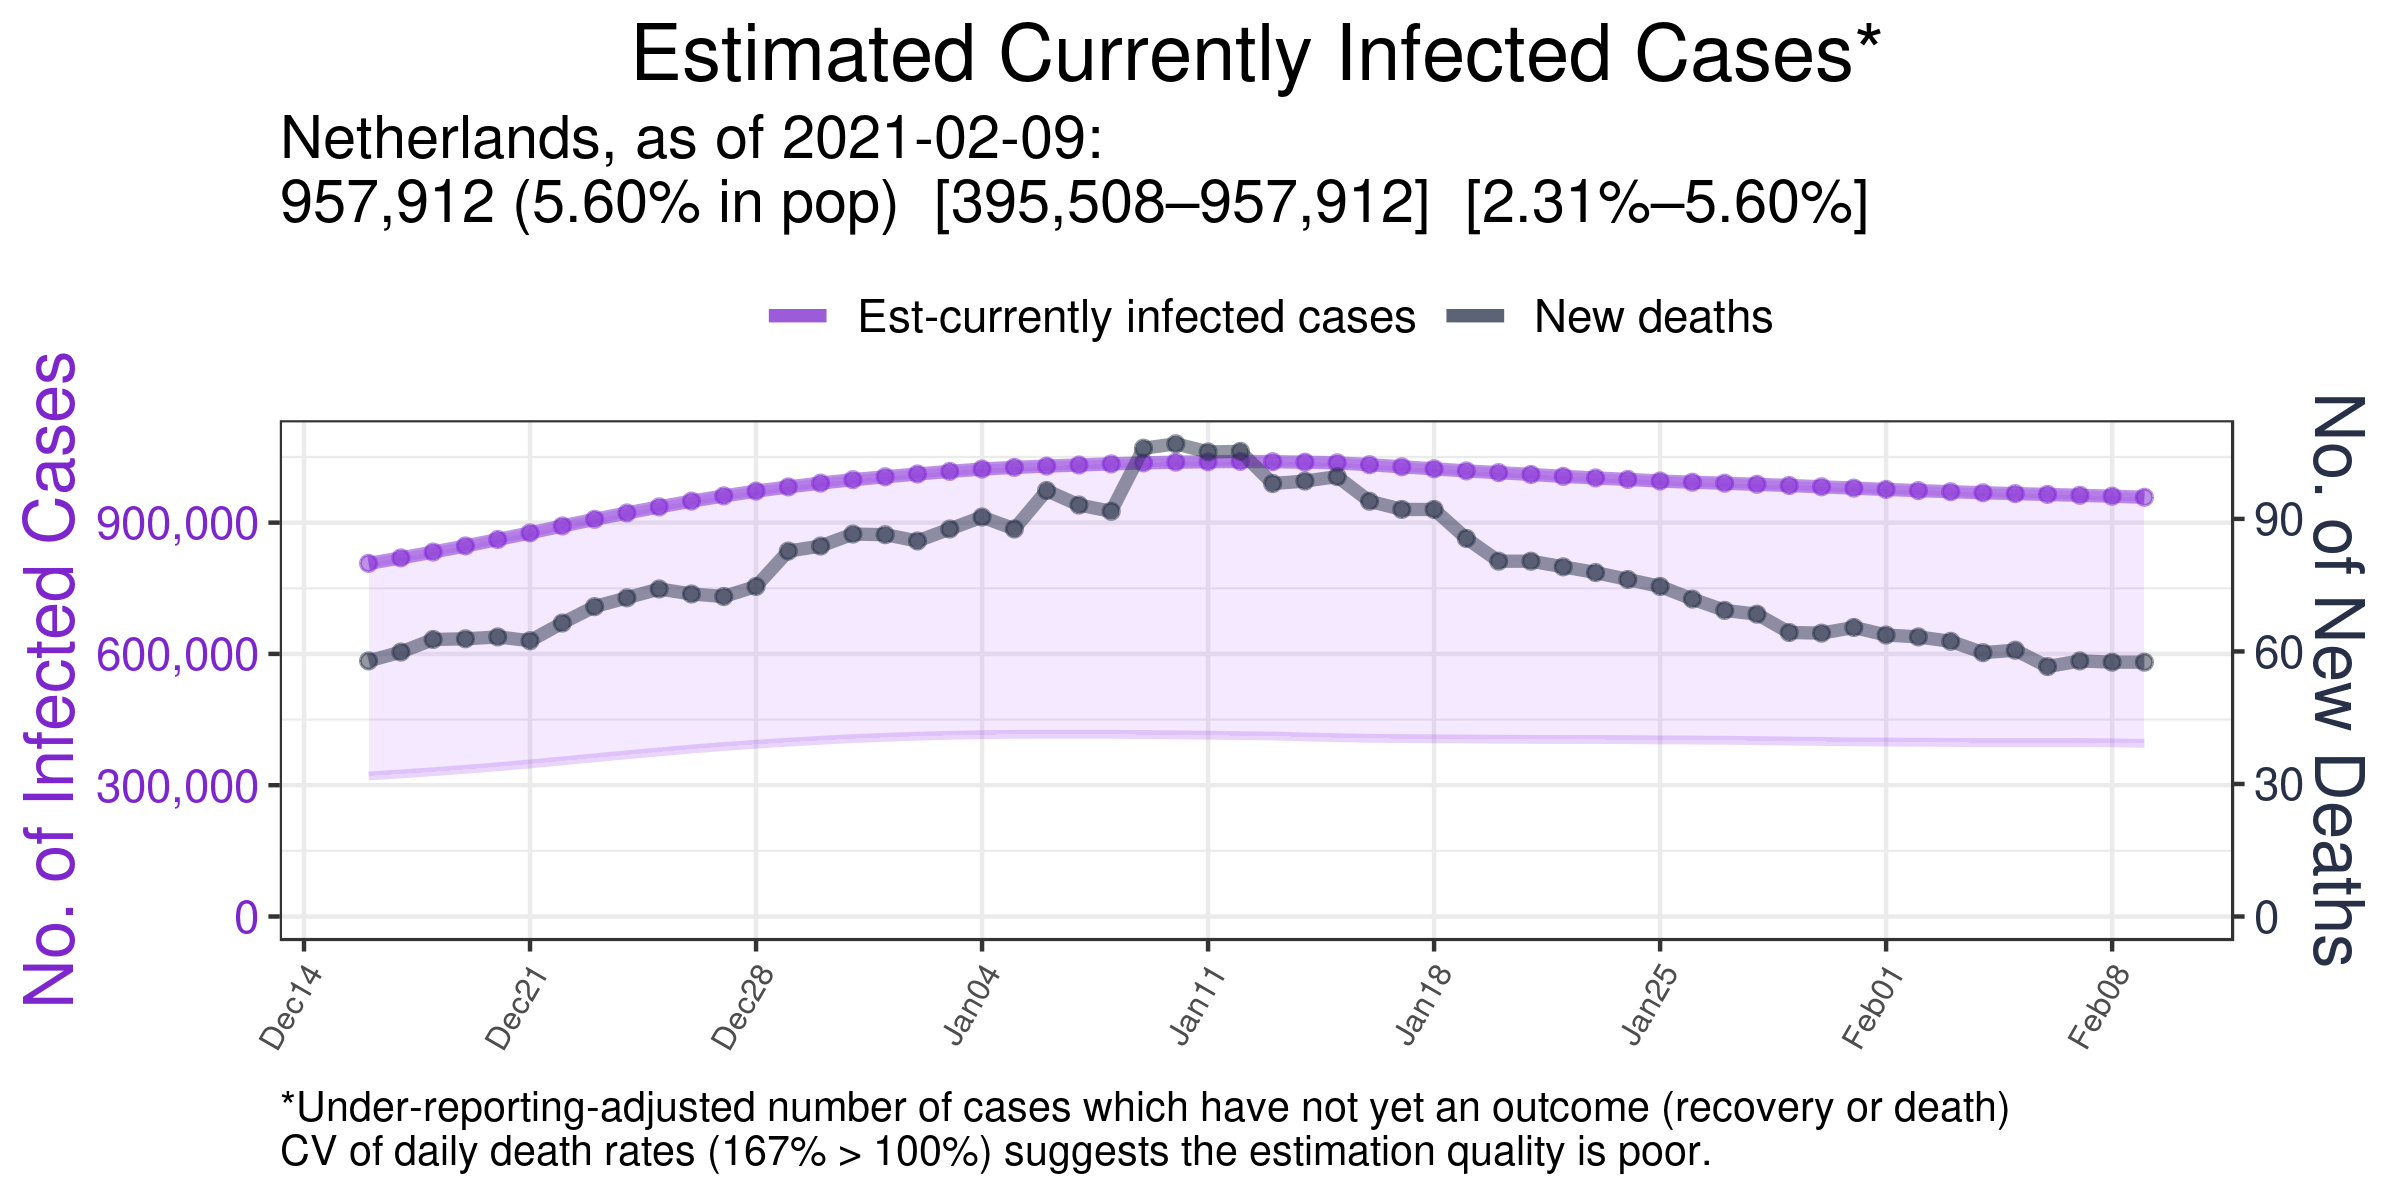 Estimated Currently Infected Cases*
Netherlands, as of 2021-02-09:
957,912 (5.60% in pop) [395,508–957,912] [2.31%–5.60%]
Est-currently infected cases
New deaths
No. of Infected Cases
900,000
600,000
300,000
0
No. of New Deaths
90
60
30
0
Dec14
Dec21
Dec28
Jan04
Jan11
Jan18
Jan25
Feb01
Feb08
*Under-reporting-adjusted number of cases which have not yet an outcome (recovery or death)
CV of daily death rates (167% > 100%) suggests the estimation quality is poor.